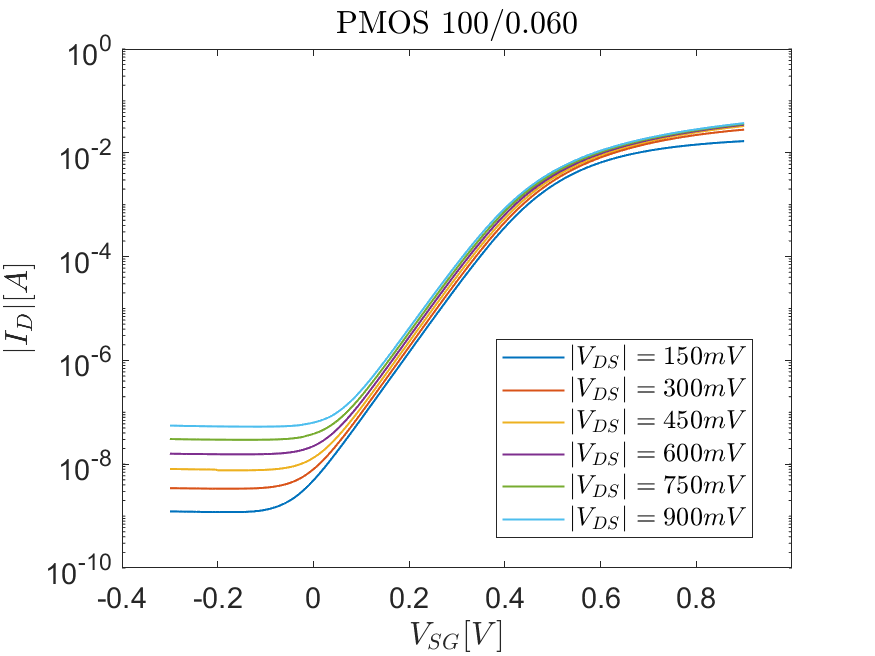 PMOS 100/0.060
10^0
10^-2
10^-4
10^-6
10^-8
10^-10
|I_D|[A]
|V_DS| = 150mV
|V_DS| = 300mV
|V_DS| = 450mV
|V_DS| = 600mV
|V_DS| = 750mV
|V_DS| = 900mV
-0.4 -0.2 0 0.2 0.4 0.6 0.8
V_SG[V]